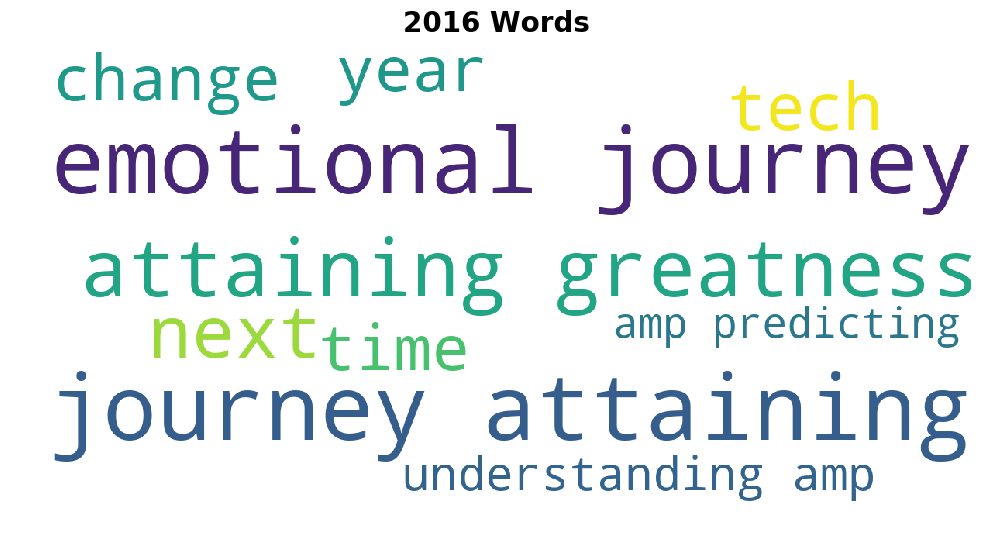 2016 Words
change year
tech
emotional journey
attaining greatness
amp predicting
next time
journey attaining
understanding amp